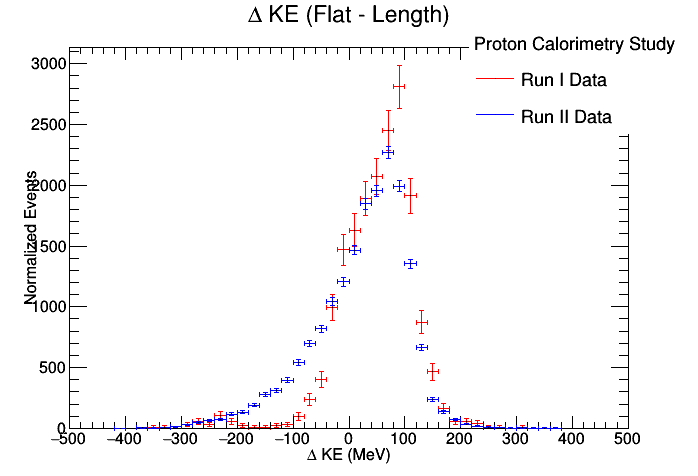 Δ KE (Flat - Length)
Proton Calorimetry Study
Run I Data
Run II Data
Normalized Events
3000
2500
2000
1500
1000
500
0
−500 −400 −300 −200 −100 0 100 200 300 400 500
Δ KE (MeV)